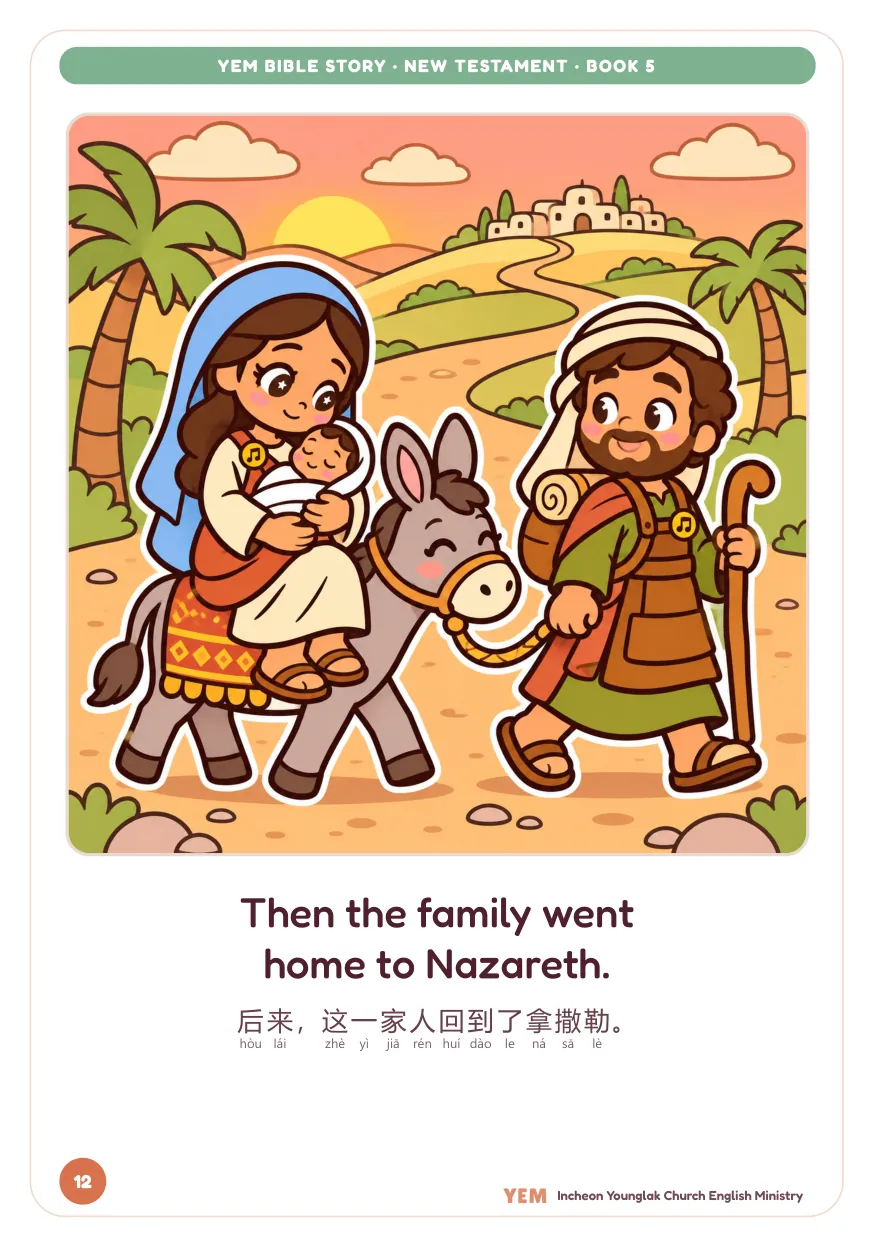 YEM BIBLE STORY · NEW TESTAMENT · BOOK 5
Then the family went
home to Nazareth.
后来，这一家人回到了拿撒勒。
hòu lái zhè yì jiā rén huí dào le ná sā lè
12
YEM Incheon Younglak Church English Ministry